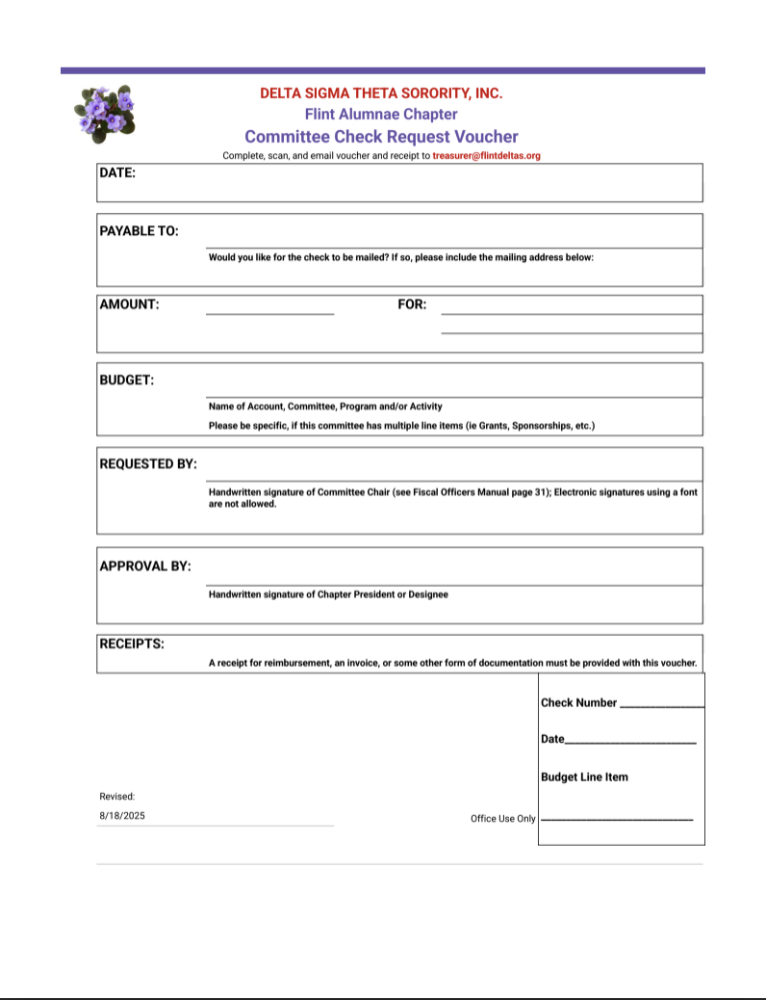 DELTA SIGMA THETA SORORITY, INC.
Flint Alumnae Chapter
Committee Check Request Voucher
Complete, scan, and email voucher and receipt to treasurer@flintdeltas.org
DATE:
PAYABLE TO:
Would you like for the check to be mailed? If so, please include the mailing address below:
AMOUNT: FOR:
BUDGET:
Name of Account, Committee, Program and/or Activity
Please be specific, if this committee has multiple line items (ie Grants, Sponsorships, etc.)
REQUESTED BY:
Handwritten signature of Committee Chair (see Fiscal Officers Manual page 31); Electronic signatures using a font
are not allowed.
APPROVAL BY:
Handwritten signature of Chapter President or Designee
RECEIPTS:
A receipt for reimbursement, an invoice, or some other form of documentation must be provided with this voucher.
Check Number
Date
Budget Line Item
Revised:
8/18/2025
Office Use Only